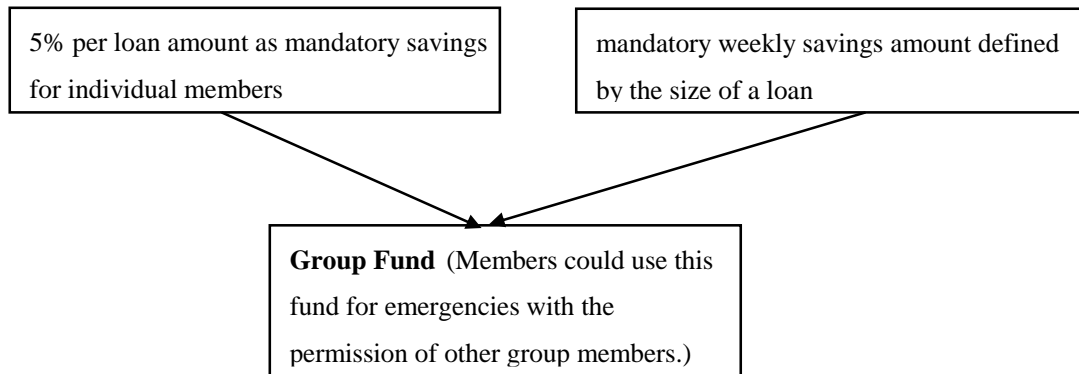 5% per loan amount as mandatory savings
for individual members
mandatory weekly savings amount defined
by the size of a loan
Group Fund (Members could use this
fund for emergencies with the
permission of other group members.)